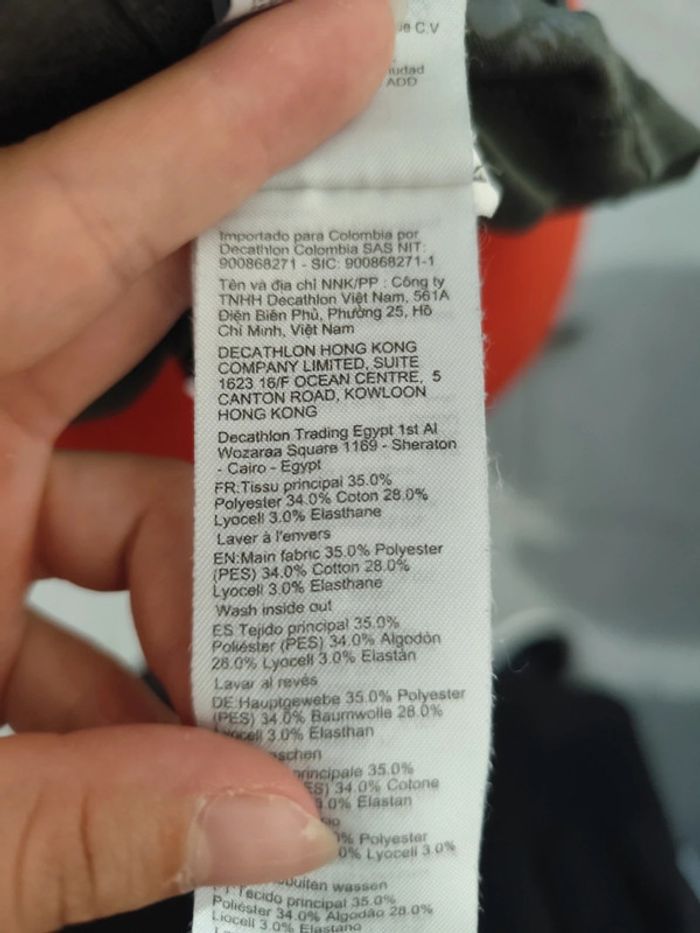 C.V
ADD
Importado para Colombia por
Decathlon Colombia SAS NIT:
900868271 - SIC: 900868271-1
Tên và địa chỉ NNK/PP : Công ty
TNHH Decathlon Việt Nam, 561A
Điện Biên Phủ, Phường 25, Hồ
Chí Minh, Việt Nam
DECATHLON HONG KONG
COMPANY LIMITED, SUITE
1623 16/F OCEAN CENTRE, 5
CANTON ROAD, KOWLOON
HONG KONG
Decathlon Trading Egypt 1st Al
Wozaraa Square 1169 - Sheraton
- Cairo - Egypt
FR:Tissu principal 35.0%
Polyester 34.0% Coton 28.0%
Lyocell 3.0% Elasthane
Laver à l'envers
EN:Main fabric 35.0% Polyester
(PES) 34.0% Cotton 28.0%
Lyocell 3.0% Elasthane
Wash inside out
ES Tejido principal 35.0%
Poliéster (PES) 34.0% Algodón
28.0% Lyocell 3.0% Elastán
Lavar al revés
DE:Hauptgewebe 35.0% Polyester
(PES) 34.0% Baumwolle 28.0%
Lyocell 3.0% Elasthan
principale 35.0%
34.0% Cotone
Elastan
Polyester
Lyocell 3.0%
wassen
Tecido principal 35.0%
Poliéster 34.0% Algodão 28.0%
Liocell 3.0% Elastano